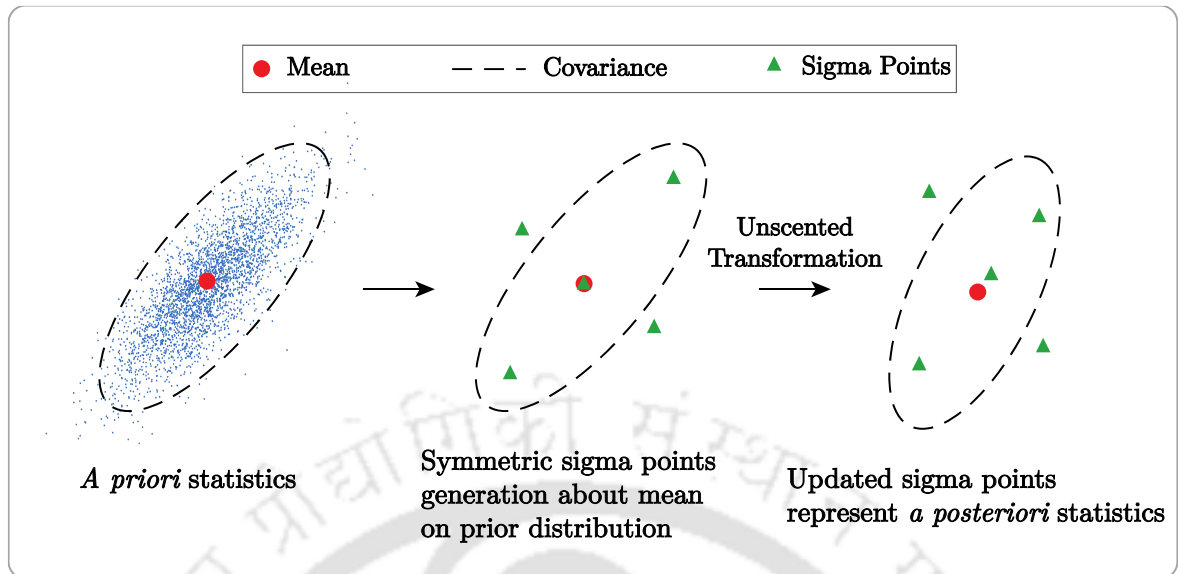 Mean
Covariance
Sigma Points
Unscented
Transformation
A priori statistics
Symmetric sigma points
generation about mean
on prior distribution
Updated sigma points
represent a posteriori statistics